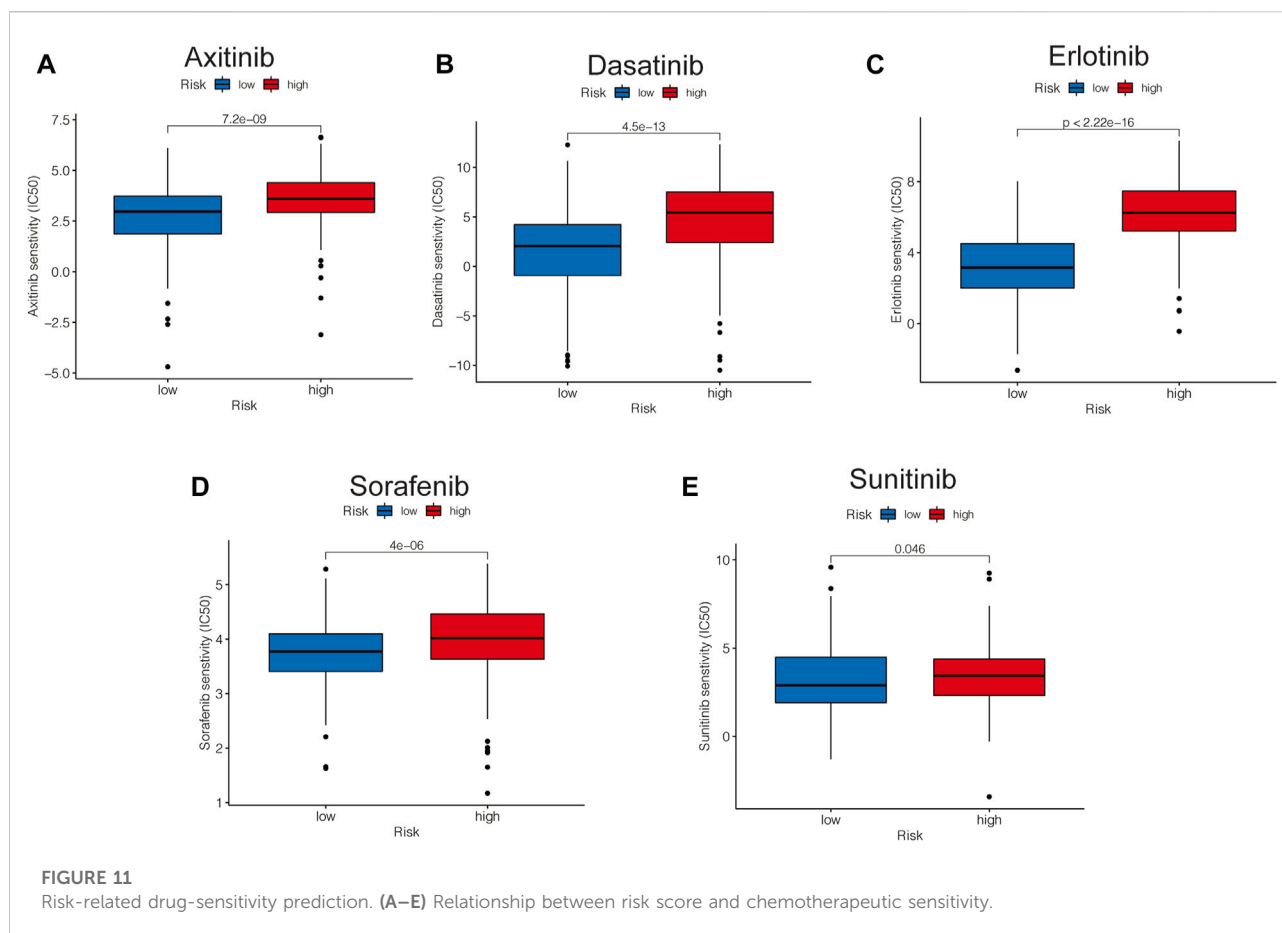 A
Axitinib
Risk low high
7.2e−09
7.5
5.0
2.5
0.0
−2.5
−5.0
Axitinib senstivity (IC50)
low
high
Risk
B
Dasatinib
Risk low high
4.5e−13
10
5
0
−5
−10
Dasatinib senstivity (IC50)
low
high
Risk
C
Erlotinib
Risk low high
p < 2.22e−16
8
4
0
Erlotinib senstivity (IC50)
low
high
Risk
D
Sorafenib
Risk low high
4e−06
5
4
3
2
1
Sorafenib senstivity (IC50)
low
high
Risk
E
Sunitinib
Risk low high
0.046
10
5
0
Sunitinib senstivity (IC50)
low
high
Risk
FIGURE 11
Risk-related drug-sensitivity prediction. (A–E) Relationship between risk score and chemotherapeutic sensitivity.